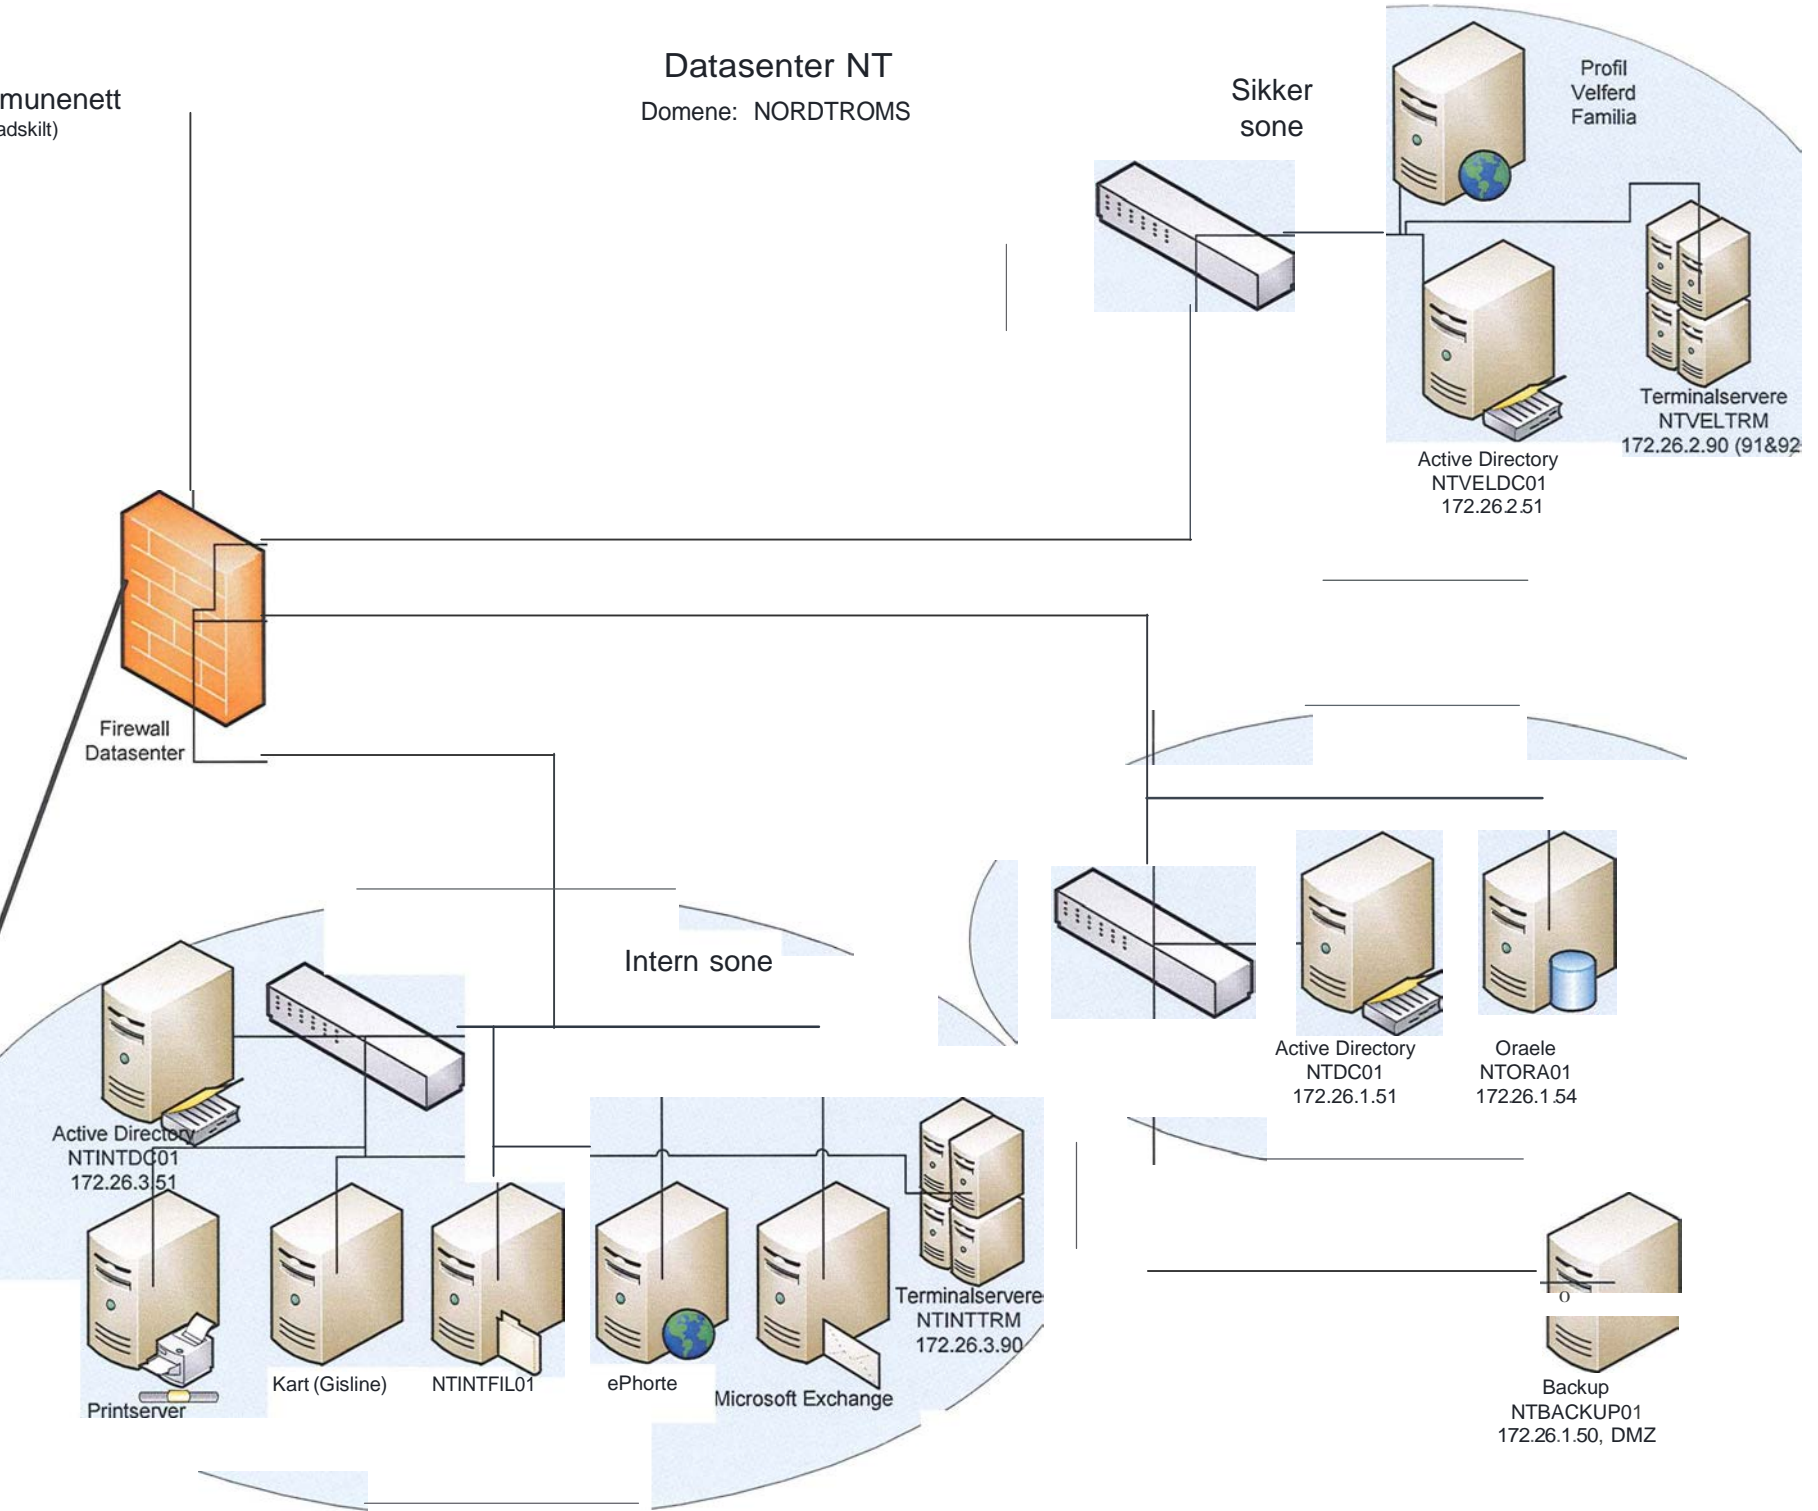 Datasenter NT
Domene: NORDTROMS
munenett
adskilt)
Sikker
sone
Profil
Velferd
Familia
Terminalservere
NTVELTRM
172.26.2.90 (91&92
Active Directory
NTVELDC01
172.26.2.51
Firewall
Datasenter
Intern sone
Active Directory
NTDC01
172.26.1.51
Oraele
NTORA01
172.26.1.54
Active Directory
NTINTDC01
172.26.3.51
Terminalservere
NTINTTRM
172.26.3.90
Printserver
Kart (Gisline)
NTINTFIL01
ePhorte
Microsoft Exchange
O
Backup
NTBACKUP01
172.26.1.50, DMZ